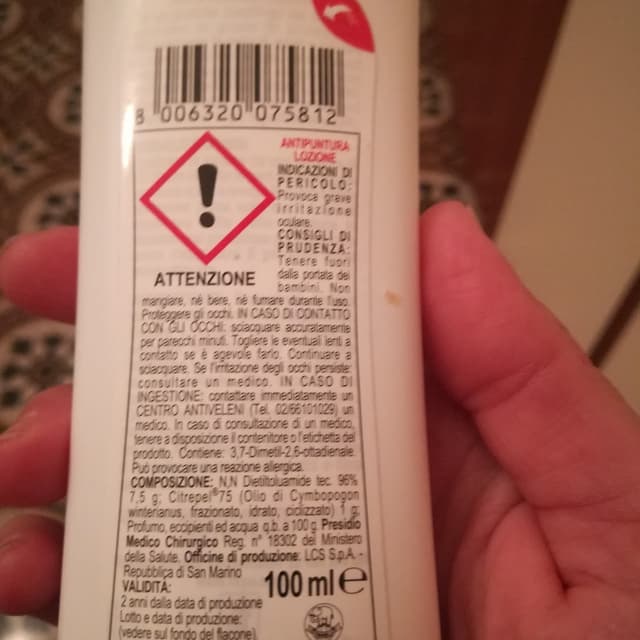 8 006320 075812
ANTIPUNTURA
LOZIONE
INDICAZIONI DI
PERICOLO:
Provoca grave
irritazione
oculare.
CONSIGLI DI
PRUDENZA:
Tenere fuori
dalla portata dei
bambini. Non
ATTENZIONE
mangiare, né bere, né fumare durante l'uso.
Proteggere gli occhi. IN CASO DI CONTATTO
CON GLI OCCHI: sciacquare accuratamente
per parecchi minuti. Togliere le eventuali lenti a
contatto se è agevole farlo. Continuare a
sciacquare. Se l'irritazione degli occhi persiste:
consultare un medico. IN CASO DI
INGESTIONE: contattare immediatamente un
CENTRO ANTIVELENI (Tel. 02/66101029) un
medico. In caso di consultazione di un medico,
tenere a disposizione il contenitore o l'etichetta del
prodotto. Contiene: 3,7-Dimetil-2,6-ottadienale.
Può provocare una reazione allergica.
COMPOSIZIONE: N,N Dietiltoluamide tec. 96%
7,5 g; Citrepel®75 (Olio di Cymbopogon
winterianus, frazionato, idrato, ciclizzato) 1 g;
Profumo, eccipienti ed acqua q.b. a 100 g Presidio
Medico Chirurgico Reg. n° 18302 del Ministero
della Salute. Officine di produzione: LCS S.p.A. -
Repubblica di San Marino
VALIDITÀ:
2 anni dalla data di produzione
Lotto e data di produzione:
(vedere sul fondo del flacone)
100 ml e